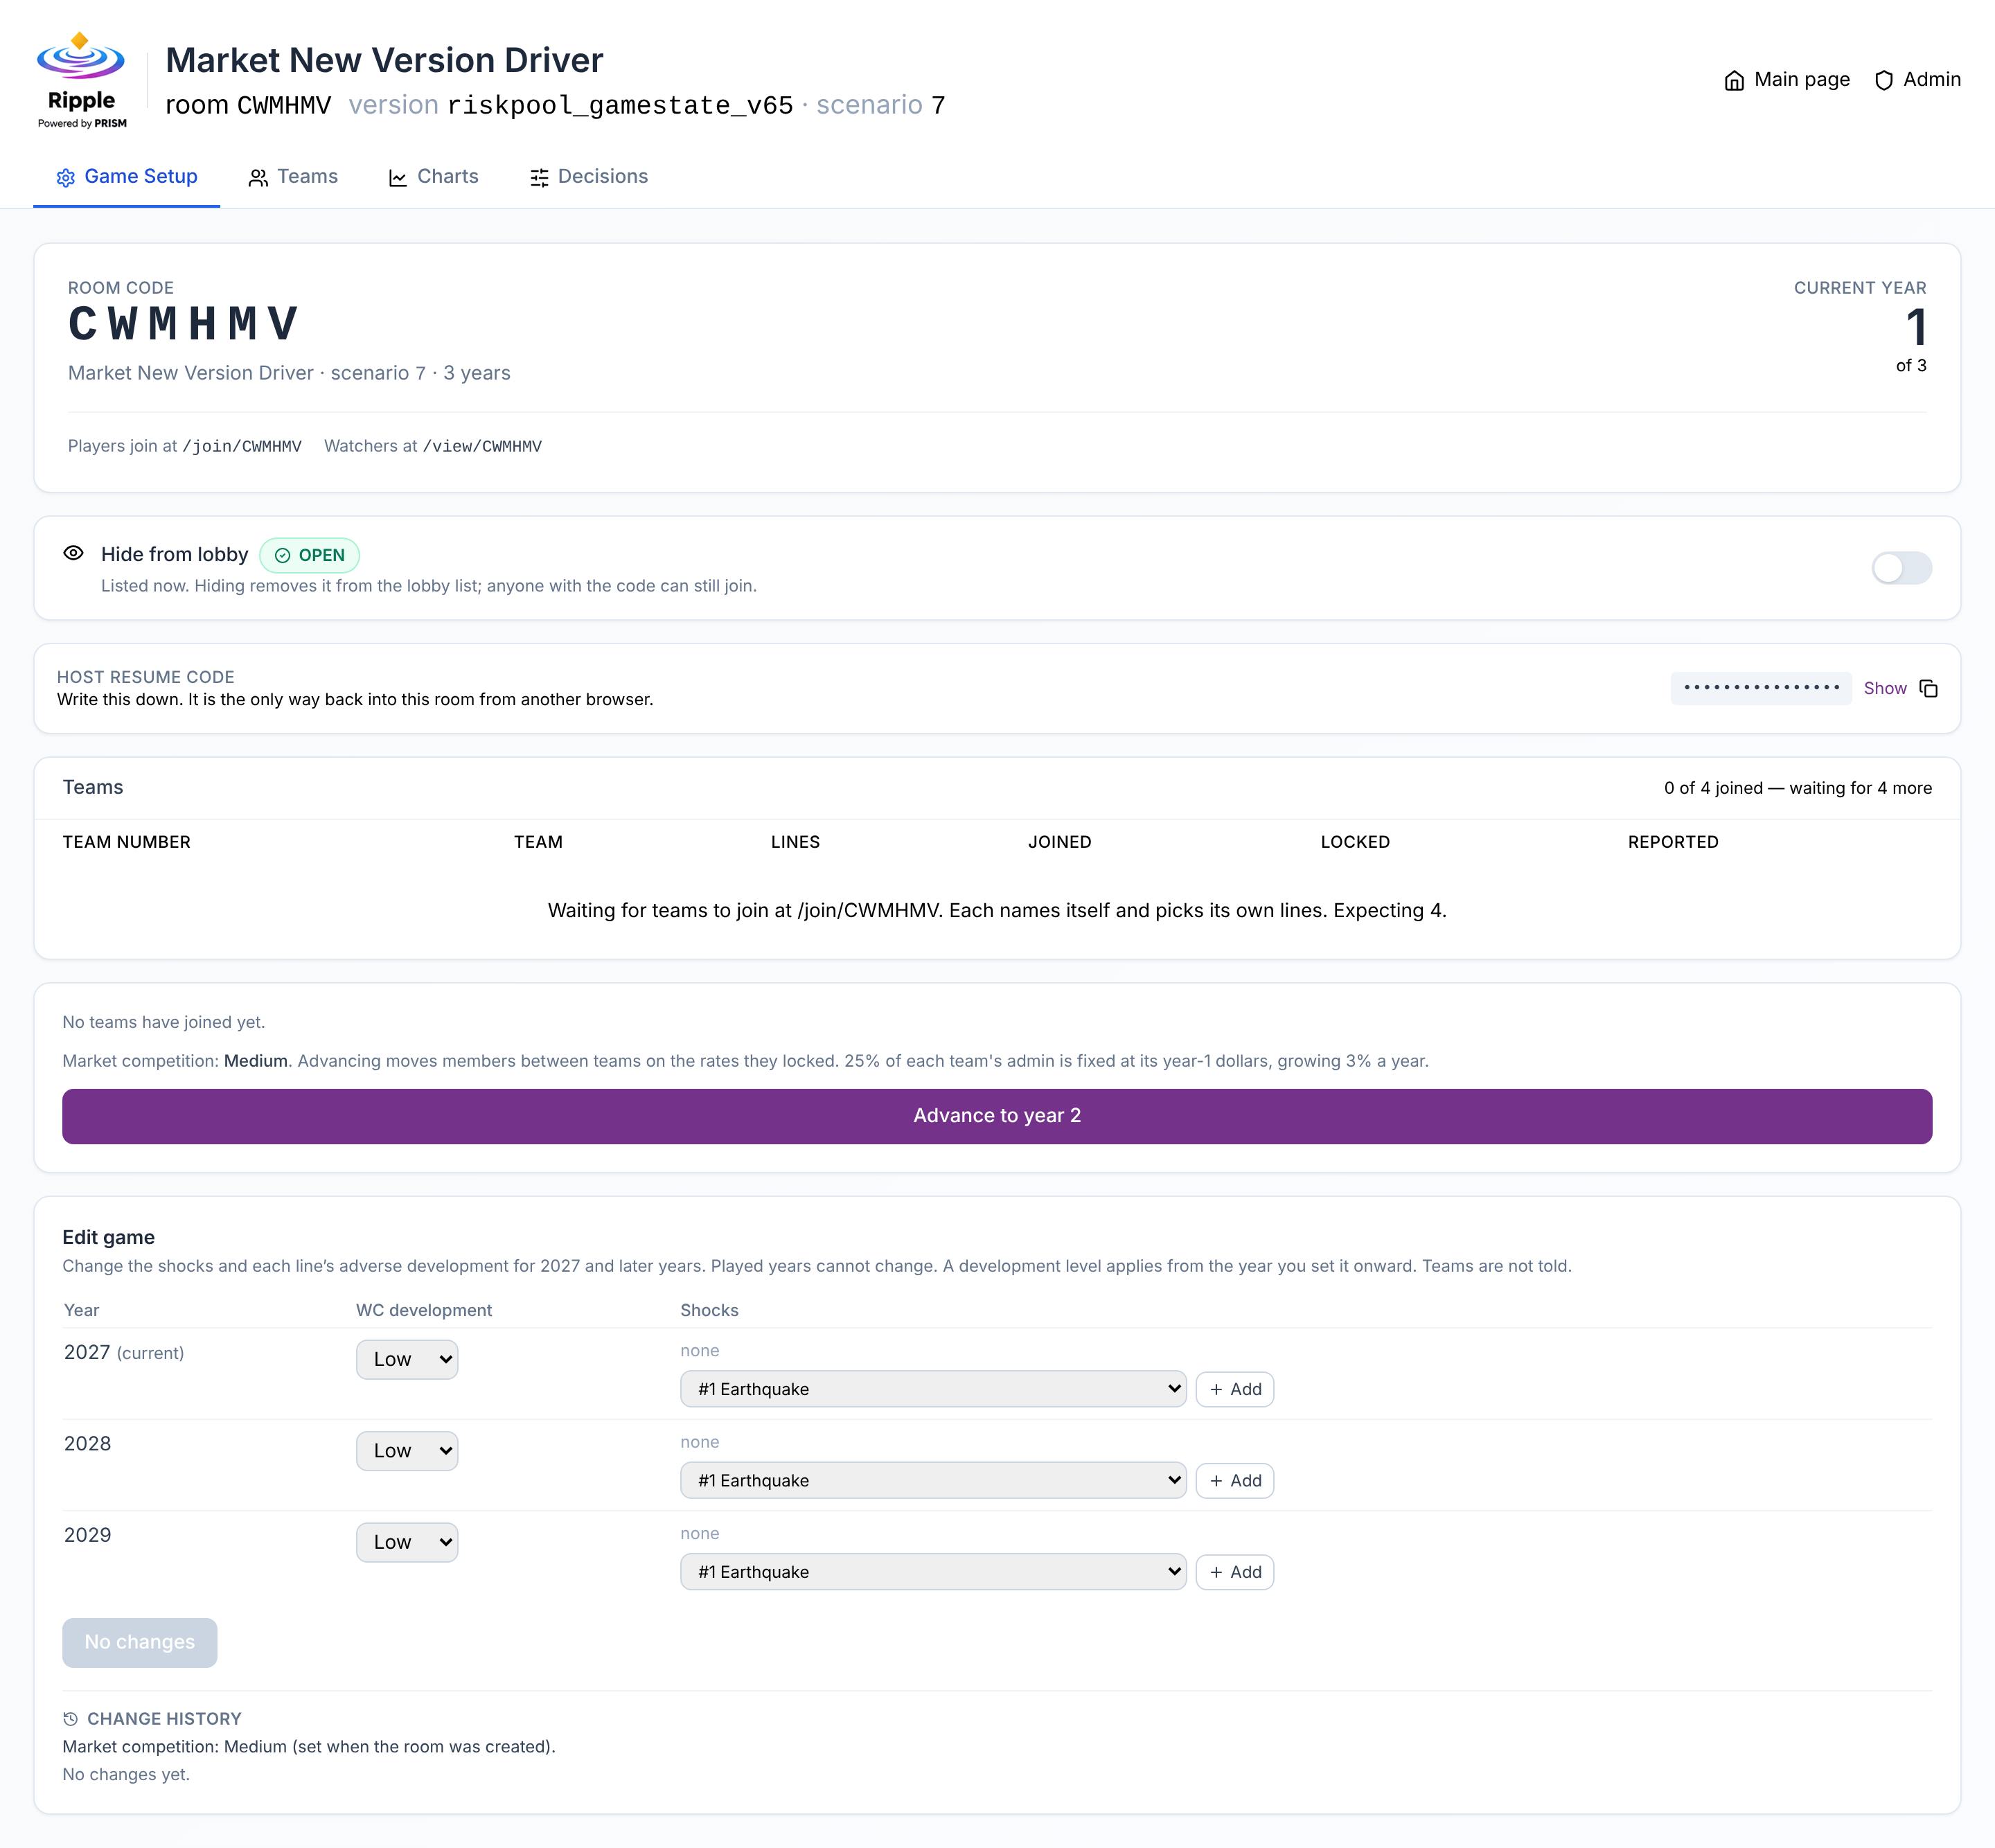 Ripple
Powered by PRISM
Market New Version Driver
room CWMHMV version riskpool_gamestate_v65 · scenario 7
Main page
Admin
Game Setup
Teams
Charts
Decisions
ROOM CODE
CWMHMV
Market New Version Driver · scenario 7 · 3 years
CURRENT YEAR
1
of 3
Players join at /join/CWMHMV Watchers at /view/CWMHMV
Hide from lobby OPEN
Listed now. Hiding removes it from the lobby list; anyone with the code can still join.
HOST RESUME CODE
Write this down. It is the only way back into this room from another browser.
•••••••••••••••• Show
Teams
0 of 4 joined — waiting for 4 more
TEAM NUMBER TEAM LINES JOINED LOCKED REPORTED
Waiting for teams to join at /join/CWMHMV. Each names itself and picks its own lines. Expecting 4.
No teams have joined yet.
Market competition: Medium. Advancing moves members between teams on the rates they locked. 25% of each team's admin is fixed at its year-1 dollars, growing 3% a year.
Advance to year 2
Edit game
Change the shocks and each line’s adverse development for 2027 and later years. Played years cannot change. A development level applies from the year you set it onward. Teams are not told.
Year WC development Shocks
2027 (current) Low none
#1 Earthquake + Add
2028 Low none
#1 Earthquake + Add
2029 Low none
#1 Earthquake + Add
No changes
CHANGE HISTORY
Market competition: Medium (set when the room was created).
No changes yet.